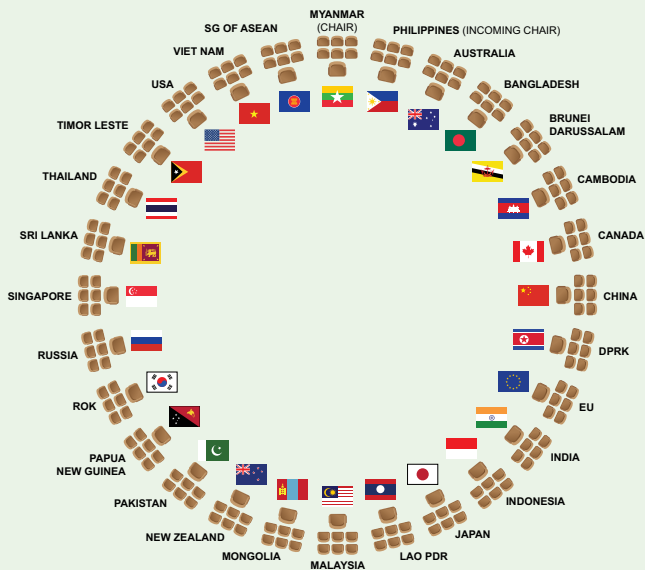 MYANMAR
(CHAIR)
PHILIPPINES (INCOMING CHAIR)
AUSTRALIA
BANGLADESH
BRUNEI
DARUSSALAM
CAMBODIA
CANADA
CHINA
DPRK
EU
INDIA
INDONESIA
JAPAN
LAO PDR
MALAYSIA
MONGOLIA
NEW ZEALAND
PAKISTAN
PAPUA
NEW GUINEA
ROK
RUSSIA
SINGAPORE
SRI LANKA
THAILAND
TIMOR LESTE
USA
VIET NAM
SG OF ASEAN